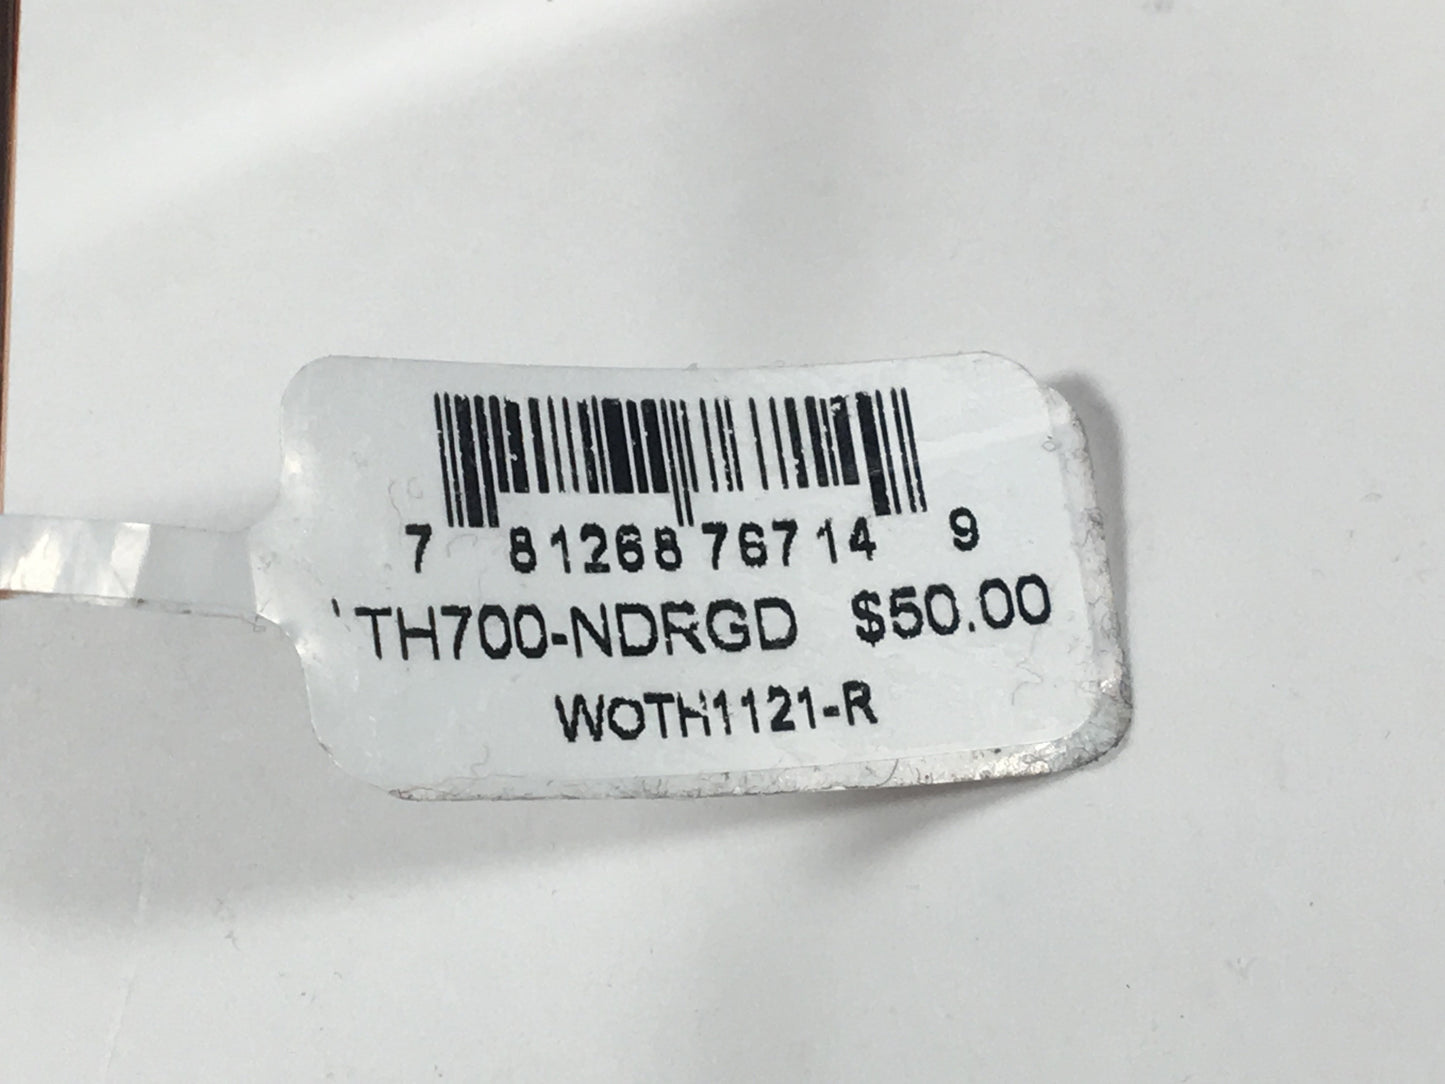 7 81268 76714 9
TH700-NDRGD $50.00
WOTH1121-R